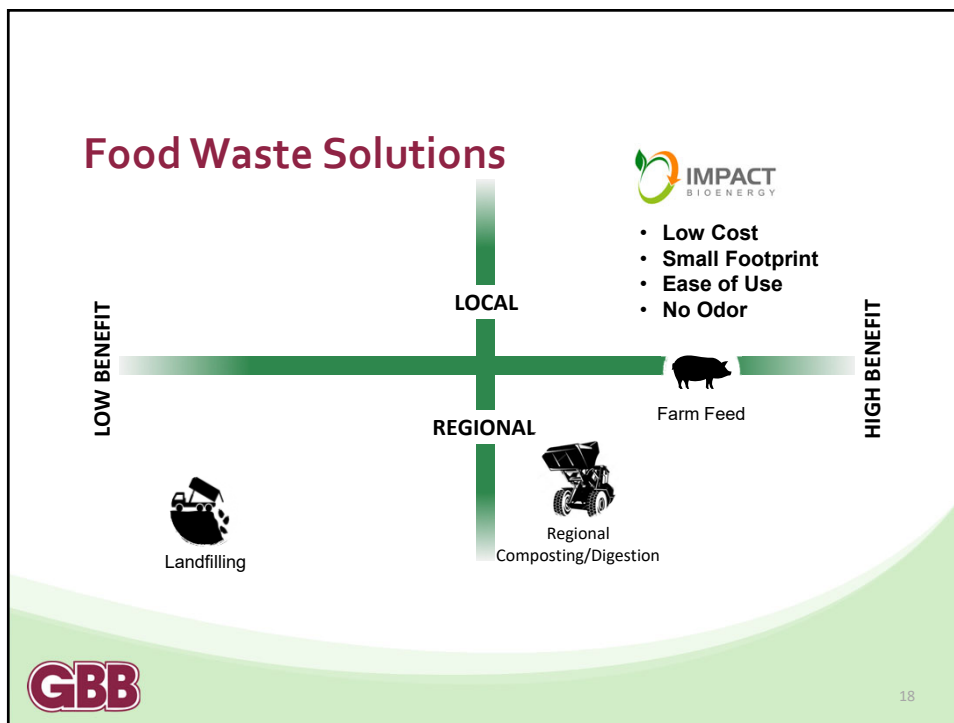 Food Waste Solutions
IMPACT
BIOENERGY
• Low Cost
• Small Footprint
• Ease of Use
• No Odor
LOCAL
LOW BENEFIT
HIGH BENEFIT
Farm Feed
REGIONAL
Regional
Composting/Digestion
Landfilling
GBB
18